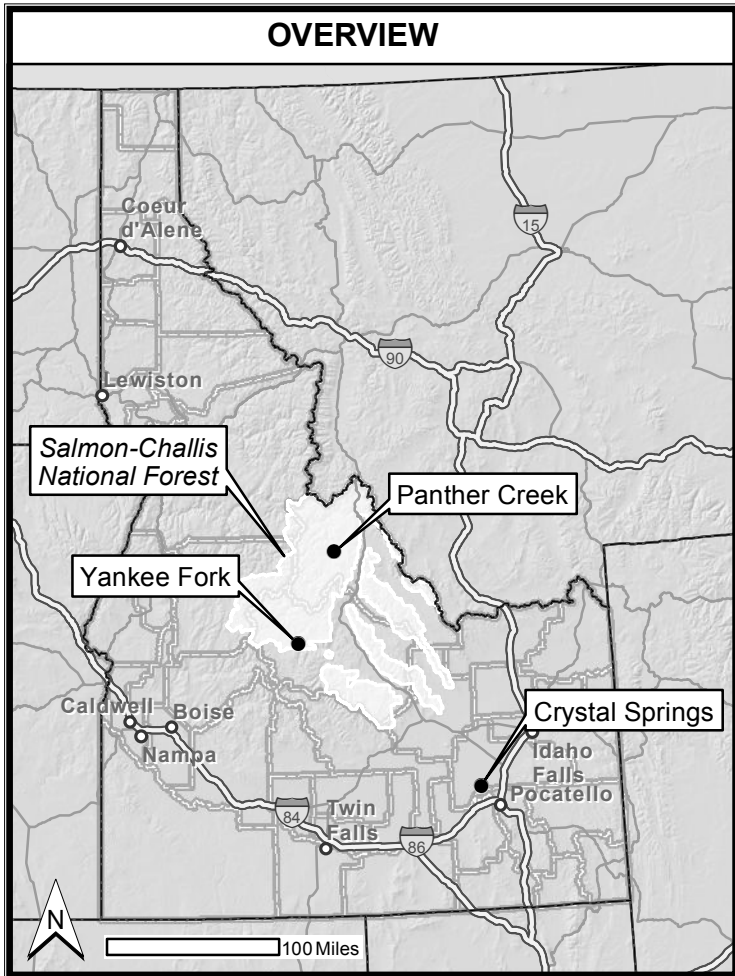 OVERVIEW
Coeur
d'Alene
15
90
Lewiston
Salmon-Challis
National Forest
Panther Creek
Yankee Fork
Crystal Springs
Caldwell
Boise
Nampa
Idaho
Falls
Pocatello
84
Twin
Falls
86
N
100 Miles